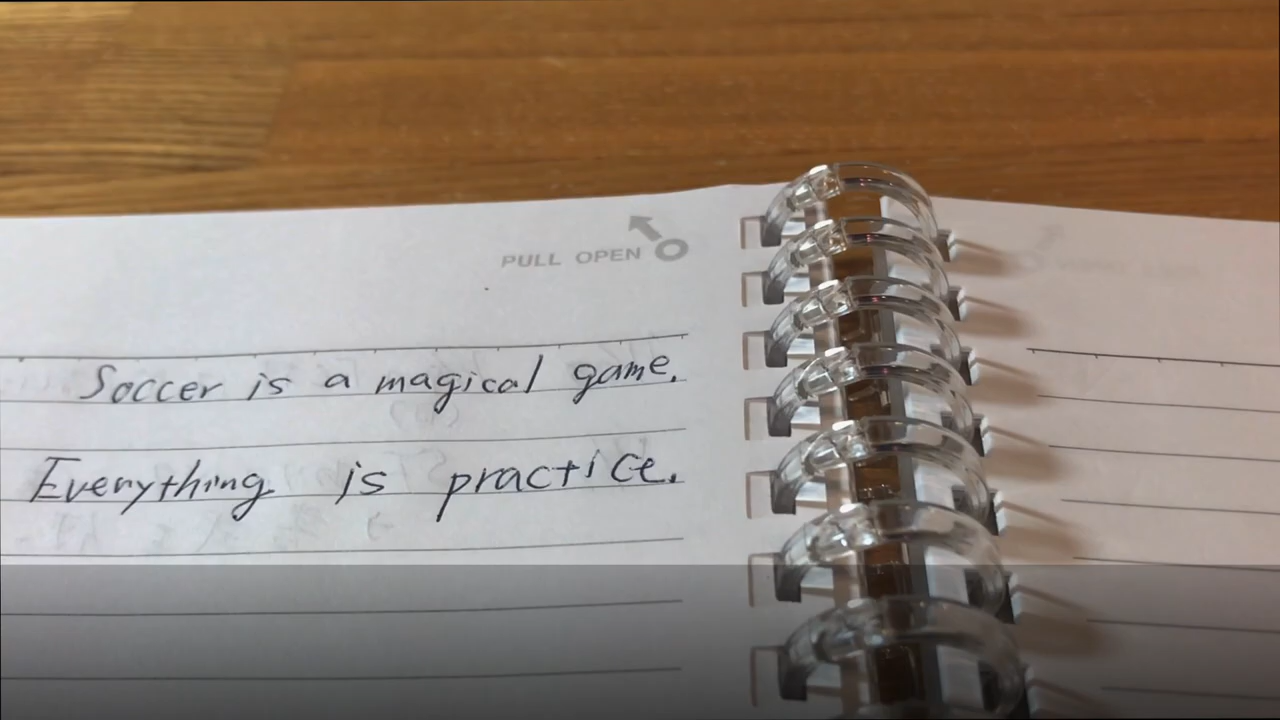 PULL OPEN
Soccer is a magical game.
Everything is practice.